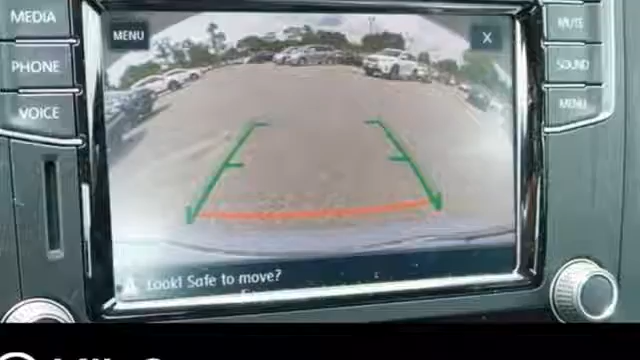 MEDIA
MENU
X
MUTE
PHONE
SOUND
VOICE
MENU
Look! Safe to move?